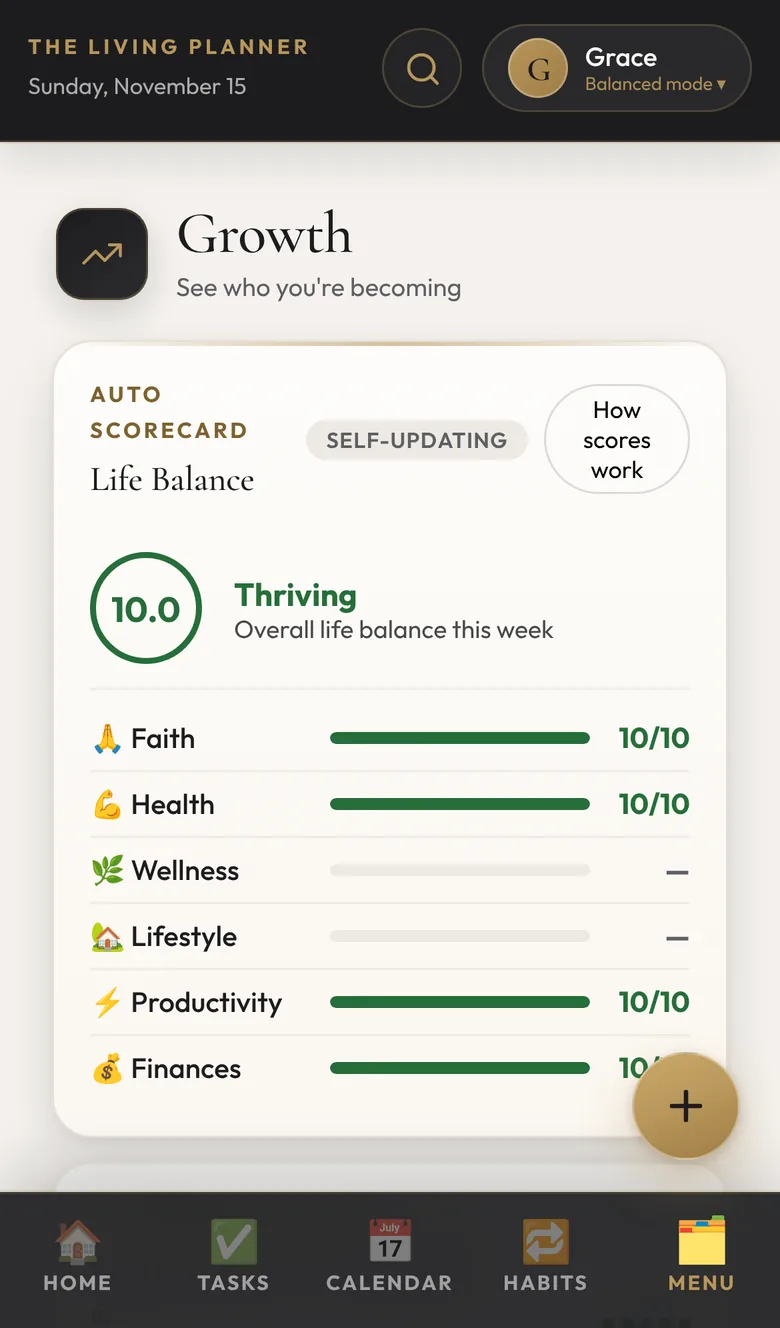 THE LIVING PLANNER
Sunday, November 15
G
Grace
Balanced mode ▾
Growth
See who you're becoming
AUTO
SCORECARD
Life Balance
SELF-UPDATING
How
scores
work
10.0
Thriving
Overall life balance this week
🙏 Faith 10/10
💪 Health 10/10
🌿 Wellness –
🏡 Lifestyle –
⚡ Productivity 10/10
💰 Finances 10/
+
July
17
HOME
TASKS
CALENDAR
HABITS
MENU